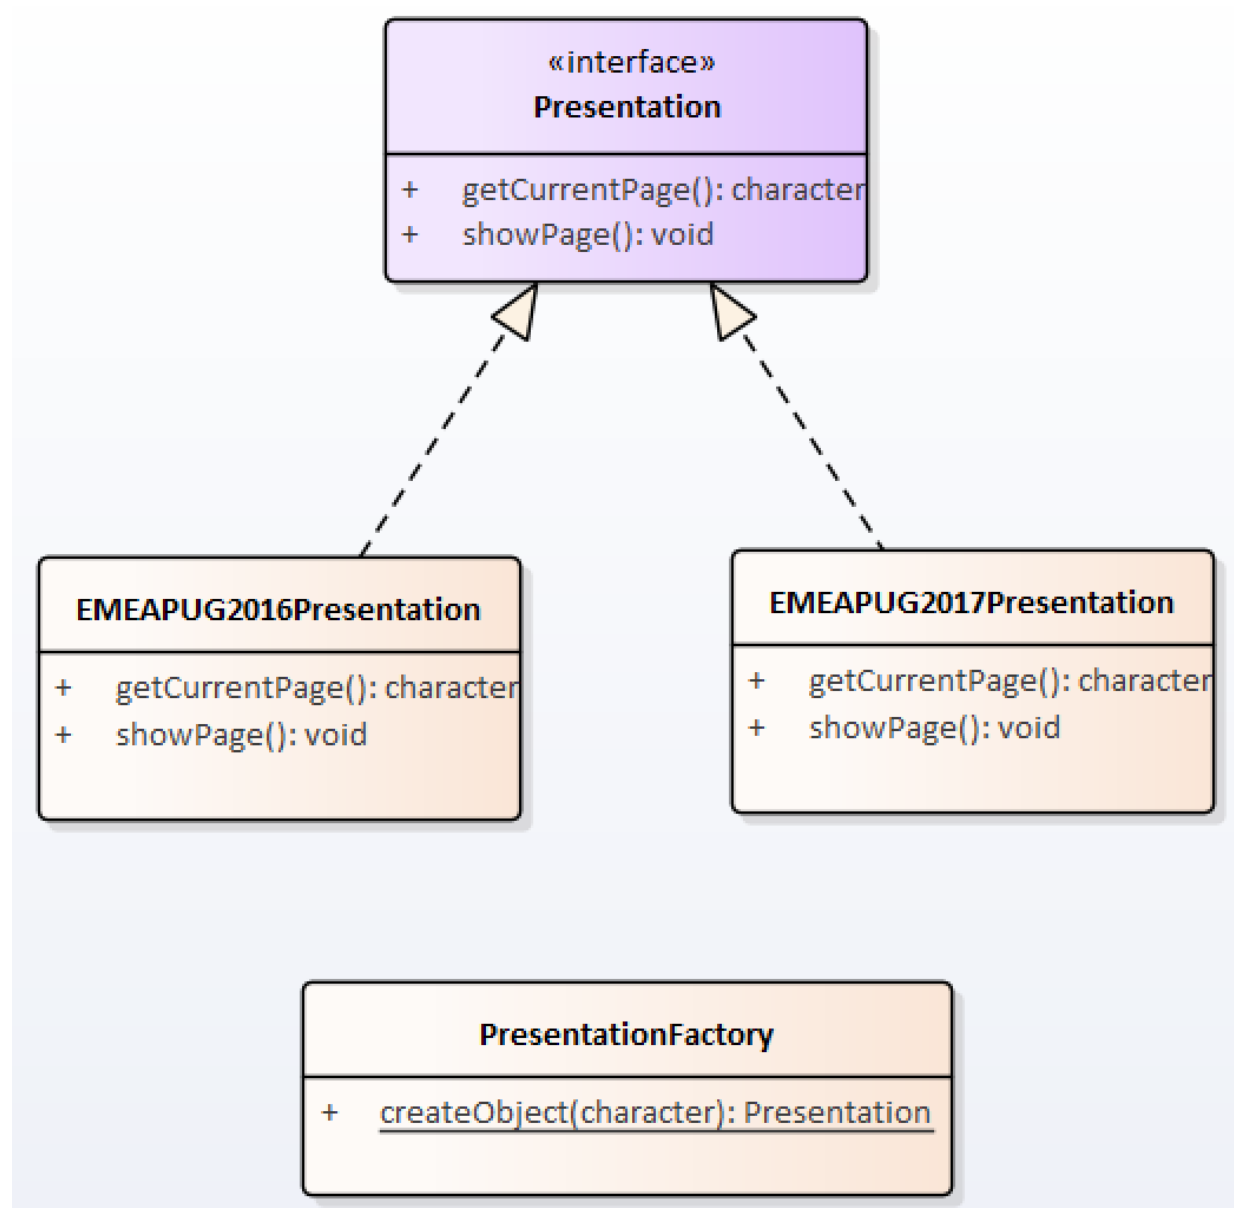 «interface»
Presentation
+ getCurrentPage(): character
+ showPage(): void
EMEAPUG2016Presentation
+ getCurrentPage(): character
+ showPage(): void
EMEAPUG2017Presentation
+ getCurrentPage(): character
+ showPage(): void
PresentationFactory
+ createObject(character): Presentation